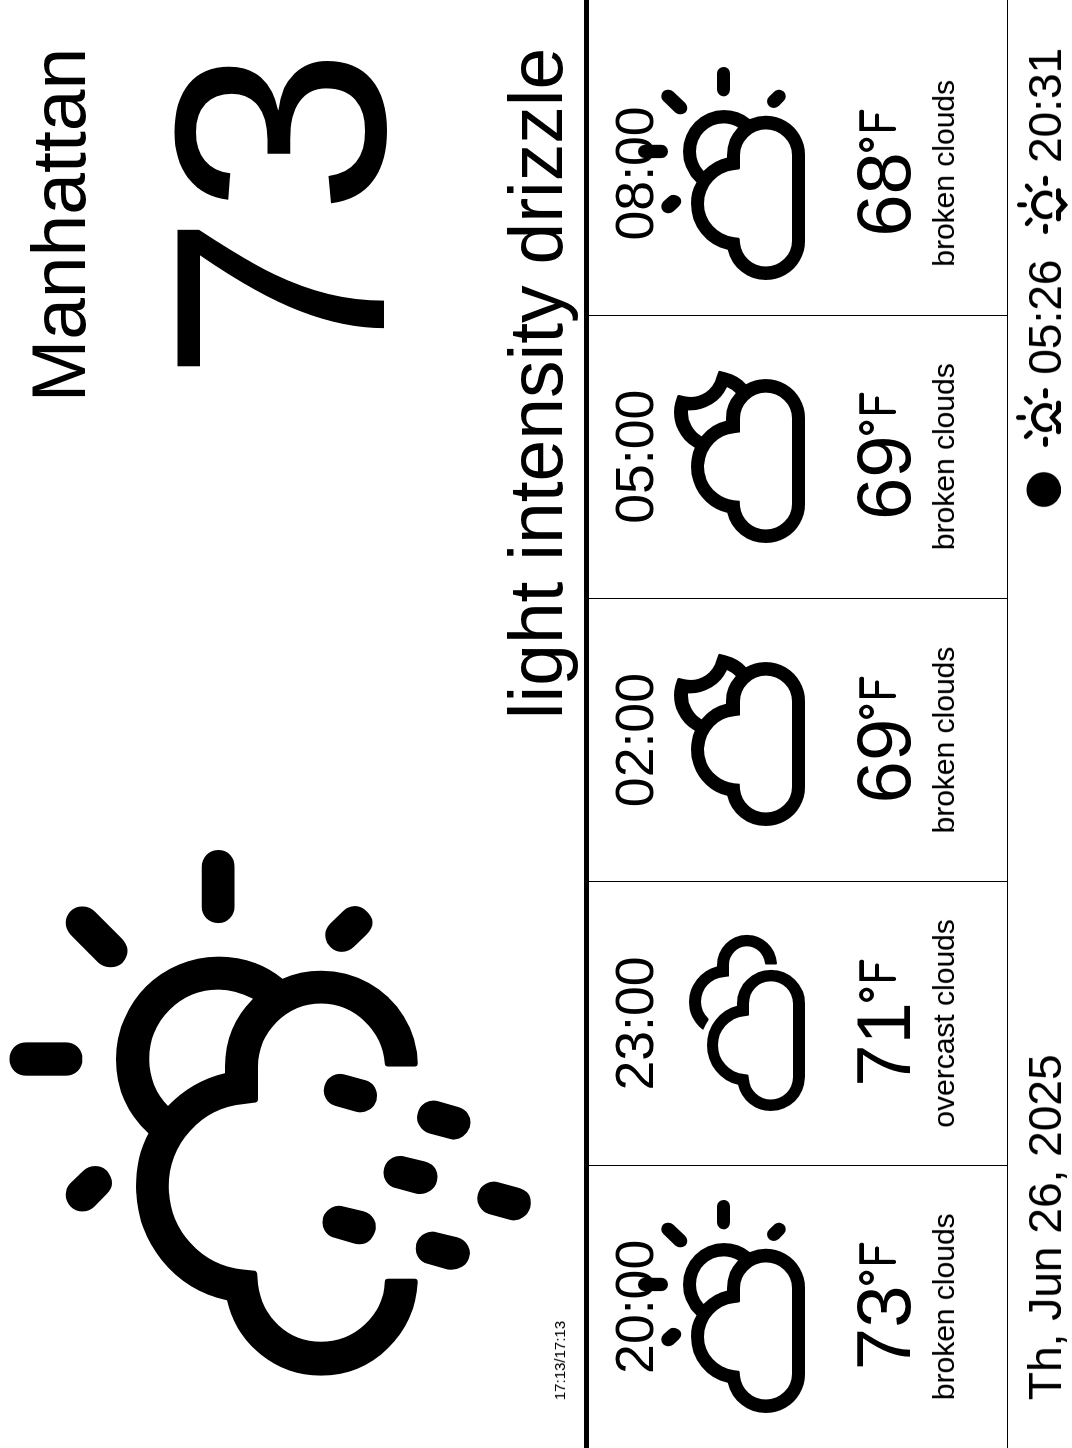 Manhattan
73
light intensity drizzle
17:13/17:13
20:00
73°F
broken clouds
23:00
71°F
overcast clouds
02:00
69°F
broken clouds
05:00
69°F
broken clouds
08:00
68°F
broken clouds
Th, Jun 26, 2025
05:26
20:31